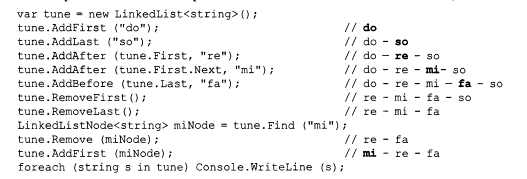 var tune = new LinkedList<string>();
tune.AddFirst ("do"); // do
tune.AddLast ("so"); // do - so
tune.AddAfter (tune.First, "re"); // do – re - so
tune.AddAfter (tune.First.Next, "mi"); // do - re - mi- so
tune.AddBefore (tune.Last, "fa"); // do - re - mi – fa - so
tune.RemoveFirst(); // re - mi - fa - so
tune.RemoveLast(); // re - mi - fa
LinkedListNode<string> miNode = tune.Find ("mi");
tune.Remove (miNode); // re - fa
tune.AddFirst (miNode); // mi - re - fa
foreach (string s in tune) Console.WriteLine (s);